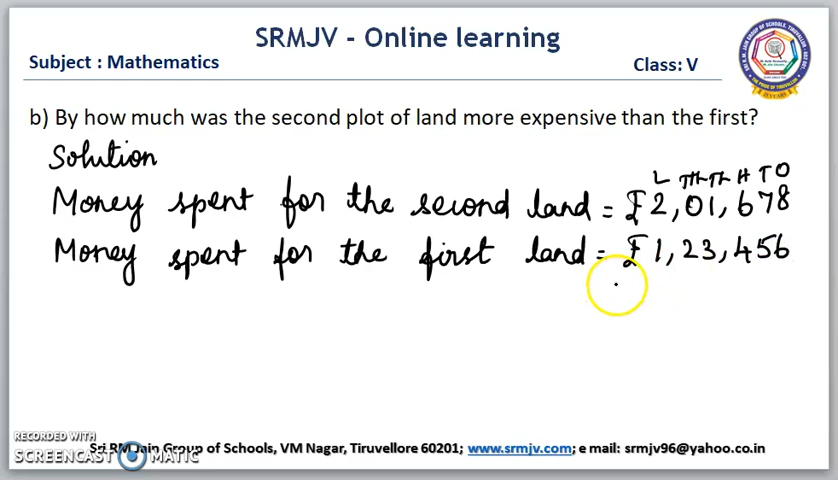 SRMJV - Online learning
Subject : Mathematics
Class: V
b) By how much was the second plot of land more expensive than the first?
Solution
L TTh Th H T O
Money spent for the second land = ₹ 2,01,678
Money spent for the first land = ₹ 1,23,456
RECORDED WITH
SCREENCAST MATIC
Sri RM Jain Group of Schools, VM Nagar, Tiruvellore 60201; www.srmjv.com; e mail: srmjv96@yahoo.co.in